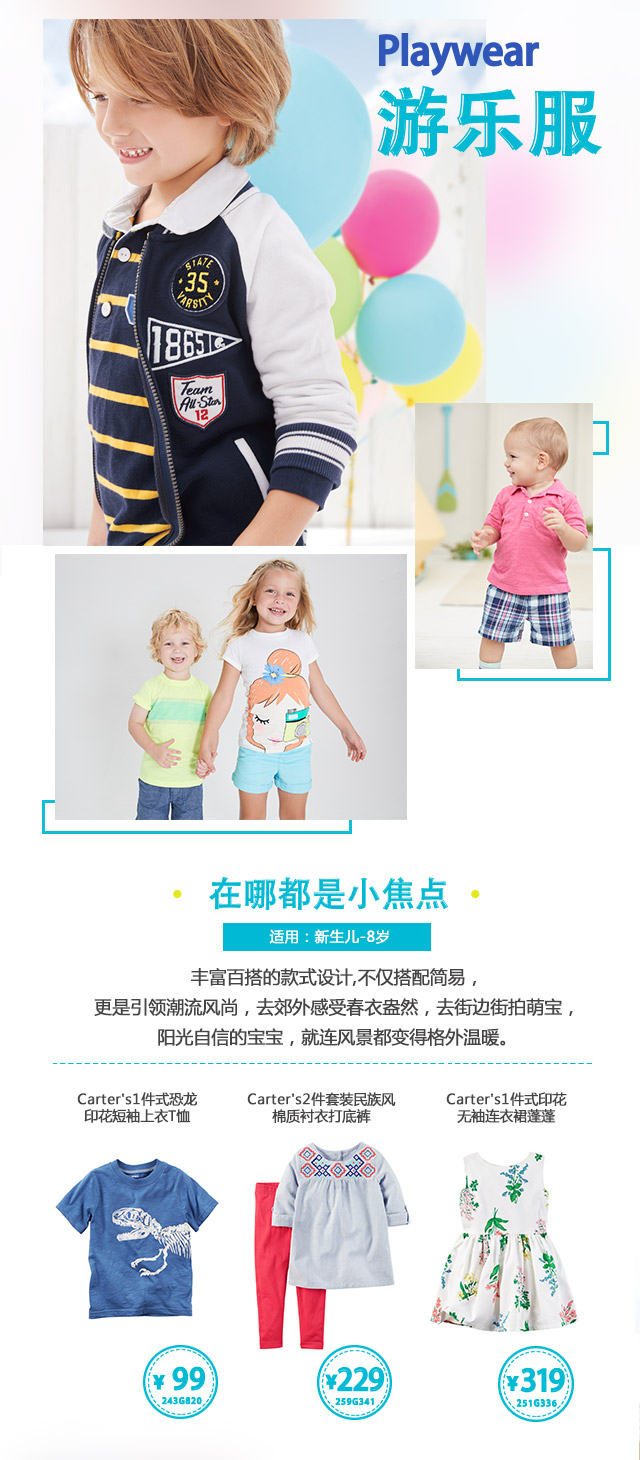 Playwear
游乐服
STATE
35
VARSITY
1865
Team
All-Star
12
在哪都是小焦点
适用：新生儿-8岁
丰富百搭的款式设计,不仅搭配简易，
更是引领潮流风尚，去郊外感受春衣盎然，去街边街拍萌宝，
阳光自信的宝宝，就连风景都变得格外温暖。
Carter's1件式恐龙
印花短袖上衣T恤
Carter's2件套装民族风
棉质衬衣打底裤
Carter's1件式印花
无袖连衣裙蓬蓬
¥ 99
243G820
¥229
259G341
¥319
251G336